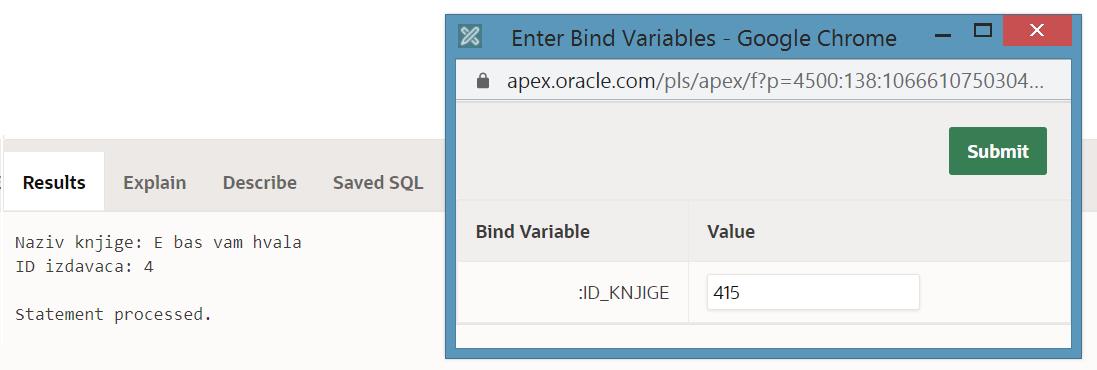 Enter Bind Variables - Google Chrome
apex.oracle.com/pls/apex/f?p=4500:138:1066610750304...
Submit
Results Explain Describe Saved SQL
Bind Variable Value
:ID_KNJIGE 415
Naziv knjige: E bas vam hvala
ID izdavaca: 4
Statement processed.